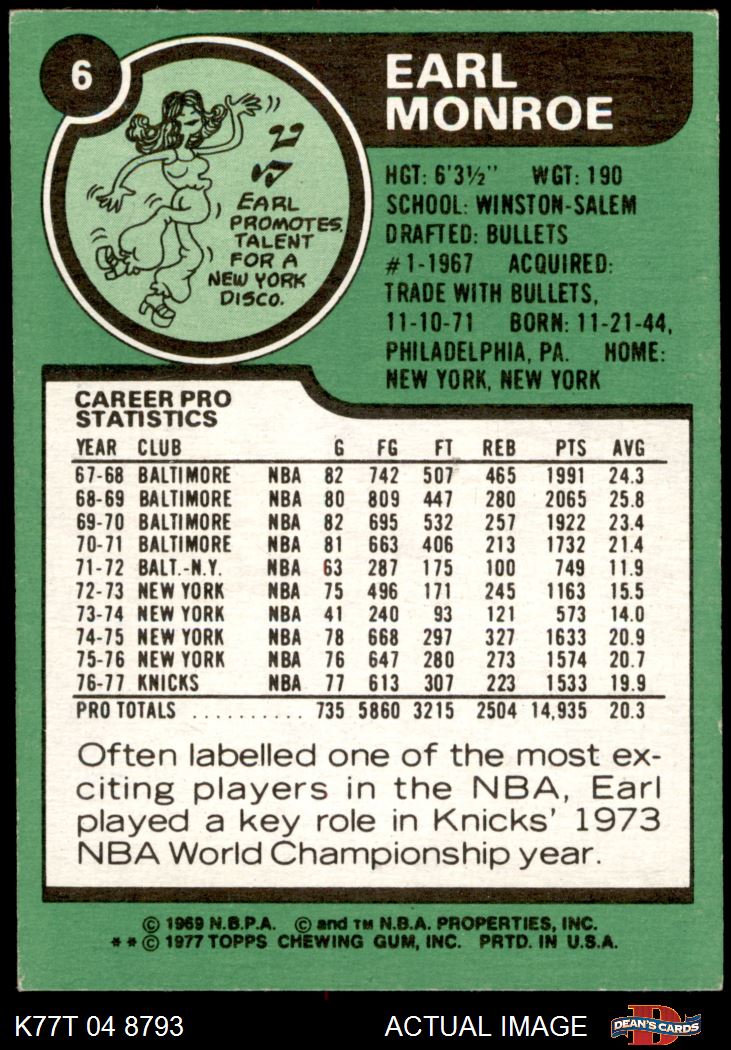 6
EARL
MONROE
EARL
PROMOTES
TALENT
FOR A
NEW YORK
DISCO.
HGT: 6'3½" WGT: 190
SCHOOL: WINSTON-SALEM
DRAFTED: BULLETS
#1-1967 ACQUIRED:
TRADE WITH BULLETS,
11-10-71 BORN: 11-21-44,
PHILADELPHIA, PA. HOME:
NEW YORK, NEW YORK
CAREER PRO
STATISTICS
YEAR CLUB G FG FT REB PTS AVG
67-68 BALTIMORE NBA 82 742 507 465 1991 24.3
68-69 BALTIMORE NBA 80 809 447 280 2065 25.8
69-70 BALTIMORE NBA 82 695 532 257 1922 23.4
70-71 BALTIMORE NBA 81 663 406 213 1732 21.4
71-72 BALT.-N.Y. NBA 63 287 175 100 749 11.9
72-73 NEW YORK NBA 75 496 171 245 1163 15.5
73-74 NEW YORK NBA 41 240 93 121 573 14.0
74-75 NEW YORK NBA 78 668 297 327 1633 20.9
75-76 NEW YORK NBA 76 647 280 273 1574 20.7
76-77 KNICKS NBA 77 613 307 223 1533 19.9
PRO TOTALS .......... 735 5860 3215 2504 14,935 20.3
Often labelled one of the most ex-
citing players in the NBA, Earl
played a key role in Knicks' 1973
NBA World Championship year.
© 1969 N.B.P.A. © and TM N.B.A. PROPERTIES, INC.
**© 1977 TOPPS CHEWING GUM, INC. PRTD. IN U.S.A.
K77T 04 8793 ACTUAL IMAGE
D
DEAN'S CARDS